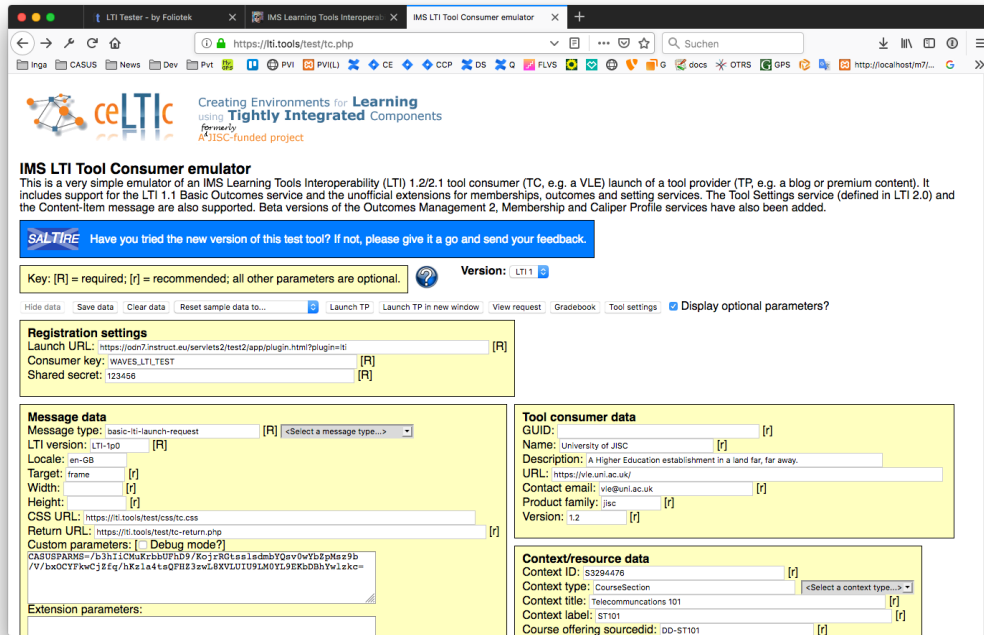 LTI Tester - by Foliotek
IMS Learning Tools Interoperab
IMS LTI Tool Consumer emulator
https://lti.tools/test/tc.php
Suchen
Inga CASUS News Dev Pvt PVI PVI(L) CE CCP DS Q FLVS G docs OTRS GPS http://localhost/m7/...
ceLTIc
Creating Environments for Learning
using Tightly Integrated Components
formerly
A JISC-funded project
IMS LTI Tool Consumer emulator
This is a very simple emulator of an IMS Learning Tools Interoperability (LTI) 1.2/2.1 tool consumer (TC, e.g. a VLE) launch of a tool provider (TP, e.g. a blog or premium content). It
includes support for the LTI 1.1 Basic Outcomes service and the unofficial extensions for memberships, outcomes and setting services. The Tool Settings service (defined in LTI 2.0) and
the Content-Item message are also supported. Beta versions of the Outcomes Management 2, Membership and Caliper Profile services have also been added.
SALTIRE Have you tried the new version of this test tool? If not, please give it a go and send your feedback.
Key: [R] = required; [r] = recommended; all other parameters are optional. ? Version: LTI 1
Hide data Save data Clear data Reset sample data to... Launch TP Launch TP in new window View request Gradebook Tool settings Display optional parameters?
Registration settings
Launch URL: https://odn7.instruct.eu/servlets2/test2/app/plugin.html?plugin=lti [R]
Consumer key: WAVES_LTI_TEST [R]
Shared secret: 123456 [R]
Message data
Message type: basic-lti-launch-request [R] <Select a message type...>
LTI version: LTI-1p0 [R]
Locale: en-GB
Target: frame [r]
Width: [r]
Height: [r]
CSS URL: https://lti.tools/test/css/tc.css
Return URL: https://lti.tools/test/tc-return.php [r]
Custom parameters: [ Debug mode?]
CASUSPARMS=/b3hIiCMuKrbbUFhD9/KojrRGtsslsdmbYQsv0wYbZpMsz9b
/V/bxOCYFkwCjZfq/hKzla4tsQFHZ3zwL8XVLUIU9LM0YL9EKbDBhYwlzkc=
Extension parameters:
Tool consumer data
GUID: [r]
Name: University of JISC [r]
Description: A Higher Education establishment in a land far, far away.
URL: https://vle.uni.ac.uk/
Contact email: vle@uni.ac.uk [r]
Product family: jisc [r]
Version: 1.2 [r]
Context/resource data
Context ID: S3294476 [r]
Context type: CourseSection <Select a context type...>
Context title: Telecommuncations 101 [r]
Context label: ST101 [r]
Course offering sourcedid: DD-ST101 [r]